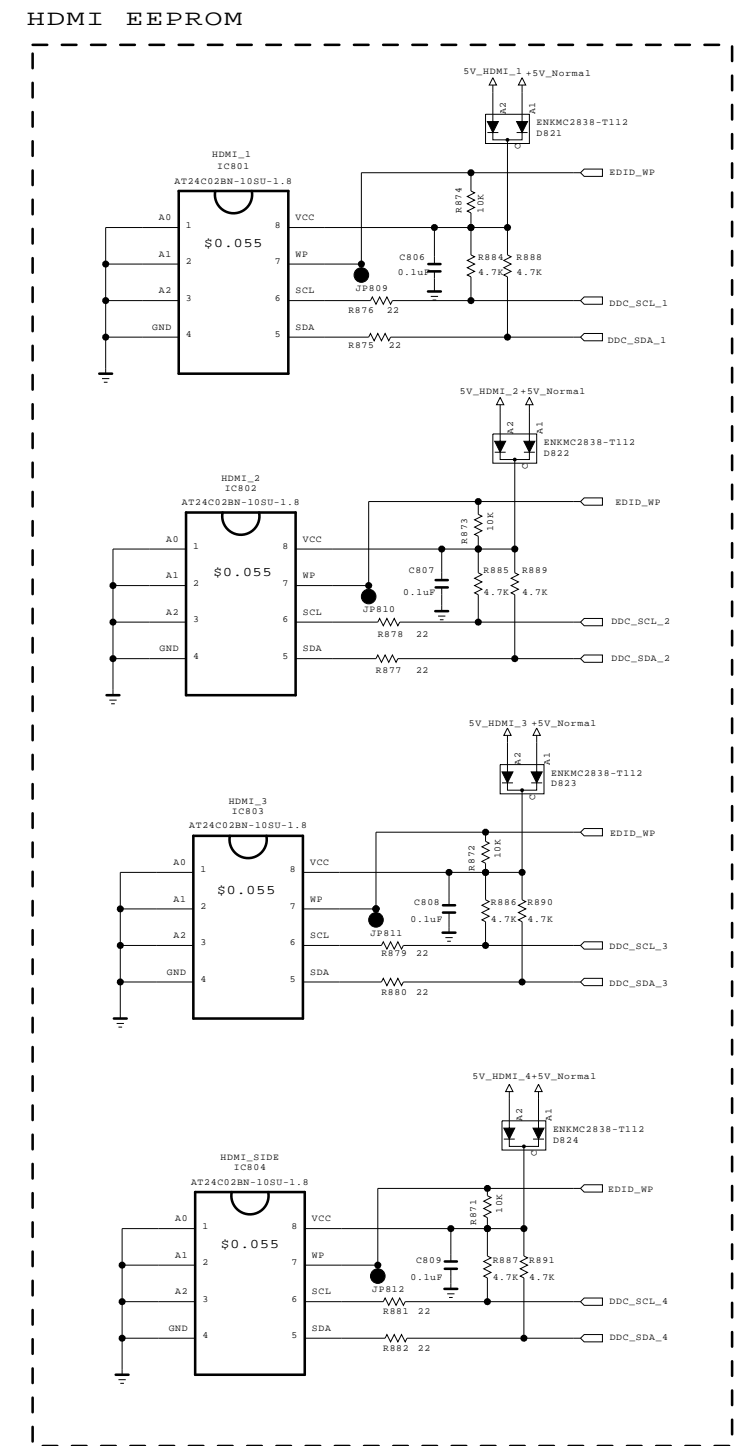 HDMI EEPROM
5V_HDMI_1 +5V_Normal
A2 A1
ENKMC2838-T112
D821
C
HDMI_1
IC801
AT24C02BN-10SU-1.8
EDID_WP
R874 10K
A0 1 8 VCC
$0.055
A1 2 7 WP
C806 R884 R888
0.1uF 4.7K 4.7K
JP809
A2 3 6 SCL
R876 22
DDC_SCL_1
GND 4 5 SDA
R875 22
DDC_SDA_1
5V_HDMI_2 +5V_Normal
A2 A1
ENKMC2838-T112
D822
C
HDMI_2
IC802
AT24C02BN-10SU-1.8
EDID_WP
R873 10K
A0 1 8 VCC
$0.055
A1 2 7 WP
C807 R885 R889
0.1uF 4.7K 4.7K
JP810
A2 3 6 SCL
R878 22
DDC_SCL_2
GND 4 5 SDA
R877 22
DDC_SDA_2
5V_HDMI_3 +5V_Normal
A2 A1
ENKMC2838-T112
D823
C
HDMI_3
IC803
AT24C02BN-10SU-1.8
EDID_WP
R872 10K
A0 1 8 VCC
$0.055
A1 2 7 WP
C808 R886 R890
0.1uF 4.7K 4.7K
JP811
A2 3 6 SCL
R879 22
DDC_SCL_3
GND 4 5 SDA
R880 22
DDC_SDA_3
5V_HDMI_4 +5V_Normal
A2 A1
ENKMC2838-T112
D824
C
HDMI_SIDE
IC804
AT24C02BN-10SU-1.8
EDID_WP
R871 10K
A0 1 8 VCC
$0.055
A1 2 7 WP
C809 R887 R891
0.1uF 4.7K 4.7K
JP812
A2 3 6 SCL
R881 22
DDC_SCL_4
GND 4 5 SDA
R882 22
DDC_SDA_4